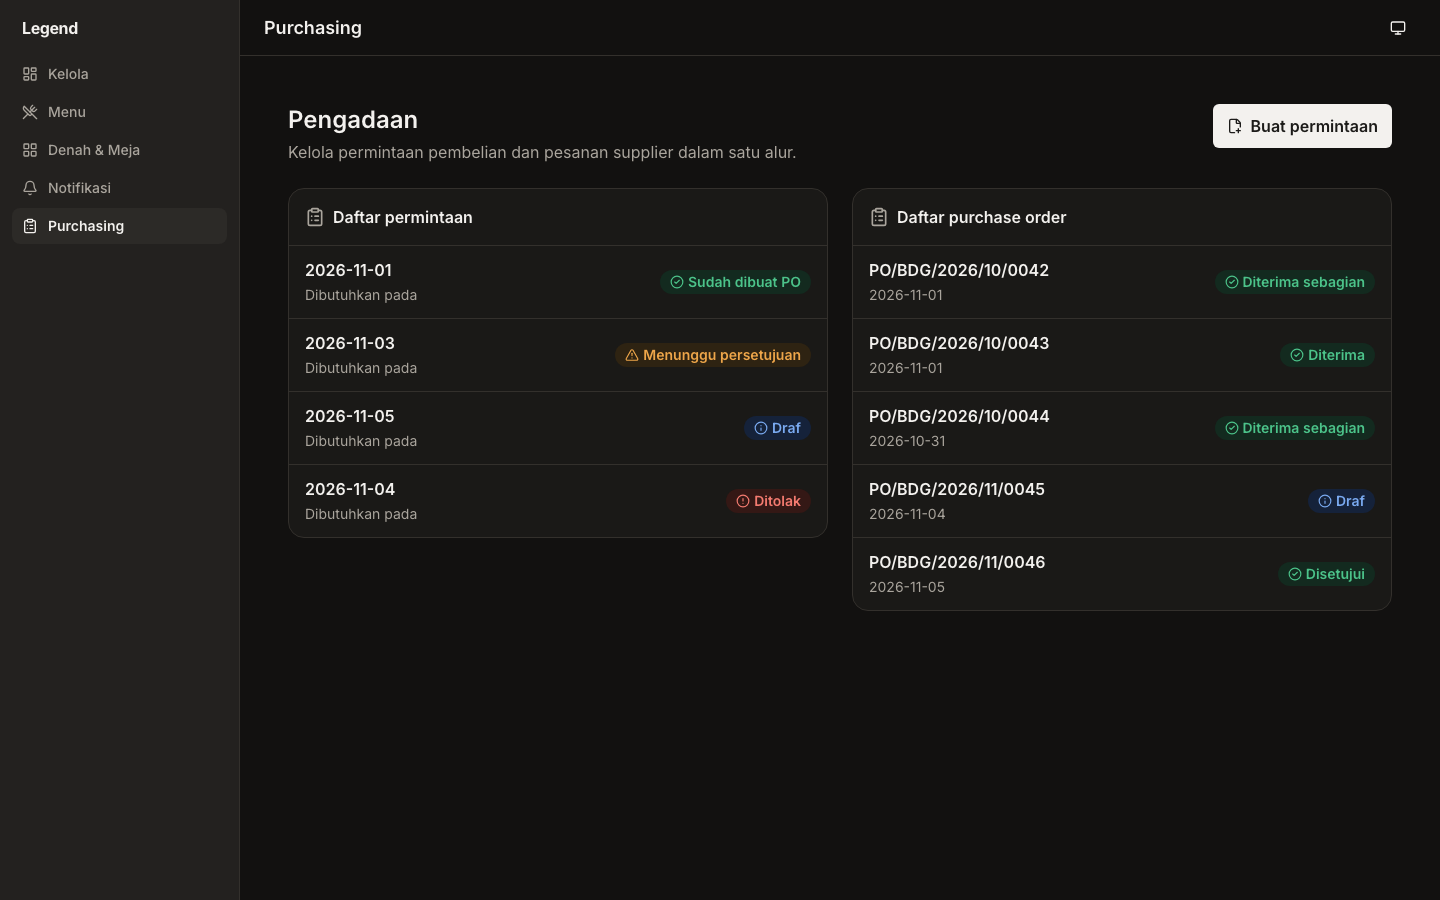 Legend
Kelola
Menu
Denah & Meja
Notifikasi
Purchasing
Purchasing
Pengadaan
Kelola permintaan pembelian dan pesanan supplier dalam satu alur.
Buat permintaan
Daftar permintaan
2026-11-01
Dibutuhkan pada
Sudah dibuat PO
2026-11-03
Dibutuhkan pada
Menunggu persetujuan
2026-11-05
Dibutuhkan pada
Draf
2026-11-04
Dibutuhkan pada
Ditolak
Daftar purchase order
PO/BDG/2026/10/0042
2026-11-01
Diterima sebagian
PO/BDG/2026/10/0043
2026-11-01
Diterima
PO/BDG/2026/10/0044
2026-10-31
Diterima sebagian
PO/BDG/2026/11/0045
2026-11-04
Draf
PO/BDG/2026/11/0046
2026-11-05
Disetujui